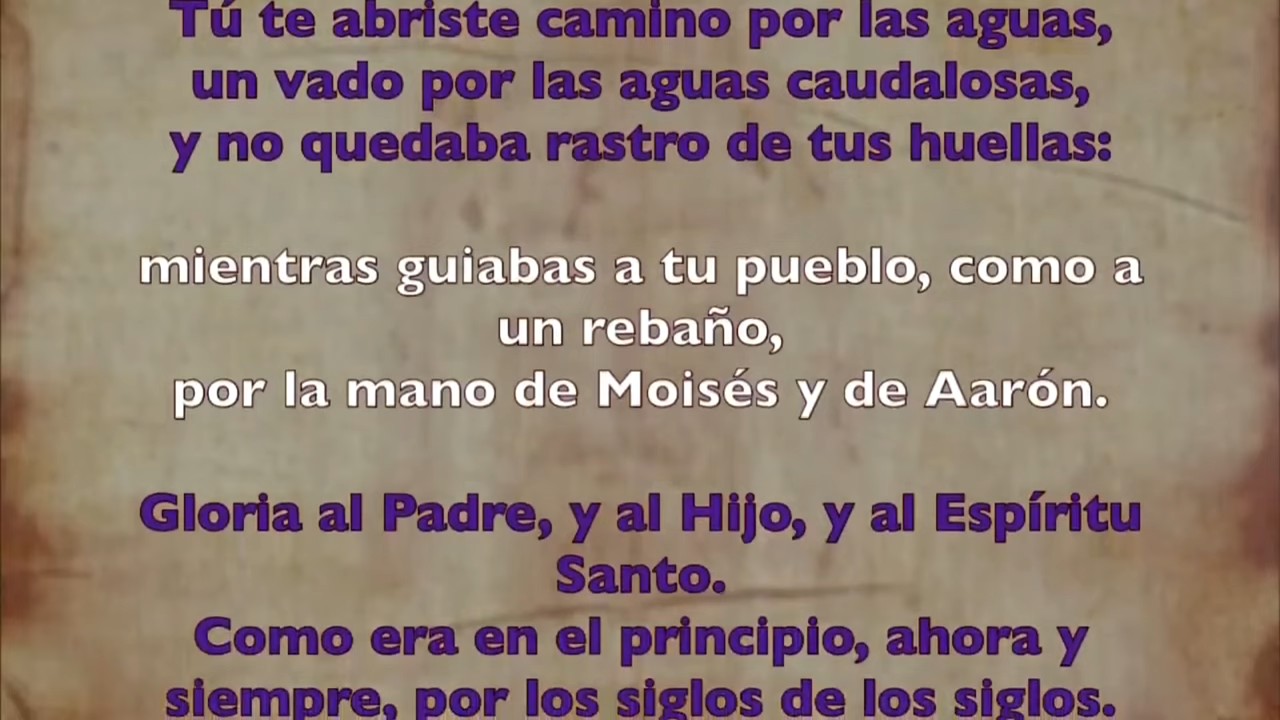 Tú te abriste camino por las aguas,
un vado por las aguas caudalosas,
y no quedaba rastro de tus huellas:
mientras guiabas a tu pueblo, como a
un rebaño,
por la mano de Moisés y de Aarón.
Gloria al Padre, y al Hijo, y al Espíritu
Santo.
Como era en el principio, ahora y
siempre, por los siglos de los siglos.